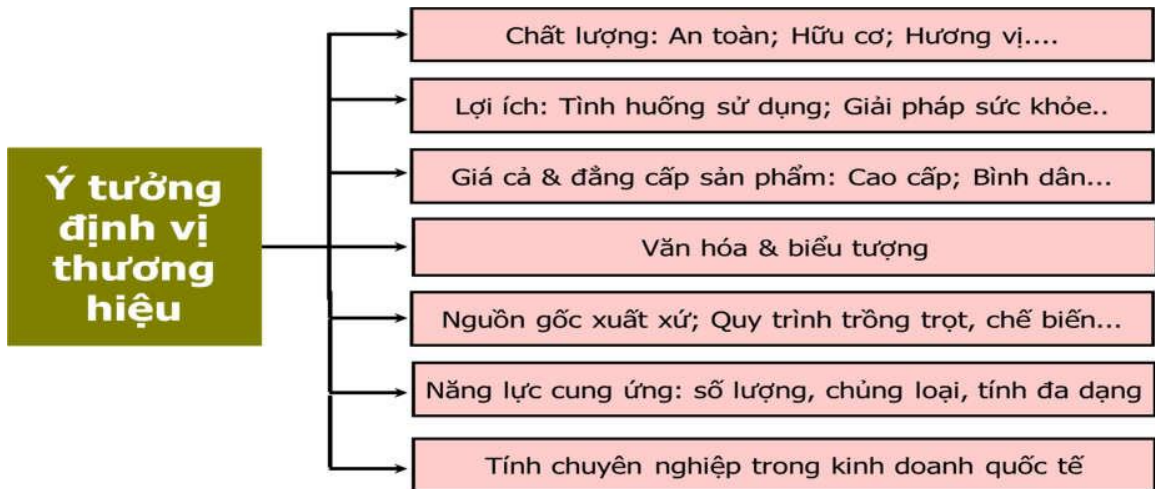 Ý tưởng
định vị
thương
hiệu
Chất lượng: An toàn; Hữu cơ; Hương vị....
Lợi ích: Tình huống sử dụng; Giải pháp sức khỏe..
Giá cả & đẳng cấp sản phẩm: Cao cấp; Bình dân...
Văn hóa & biểu tượng
Nguồn gốc xuất xứ; Quy trình trồng trọt, chế biến...
Năng lực cung ứng: số lượng, chủng loại, tính đa dạng
Tính chuyên nghiệp trong kinh doanh quốc tế